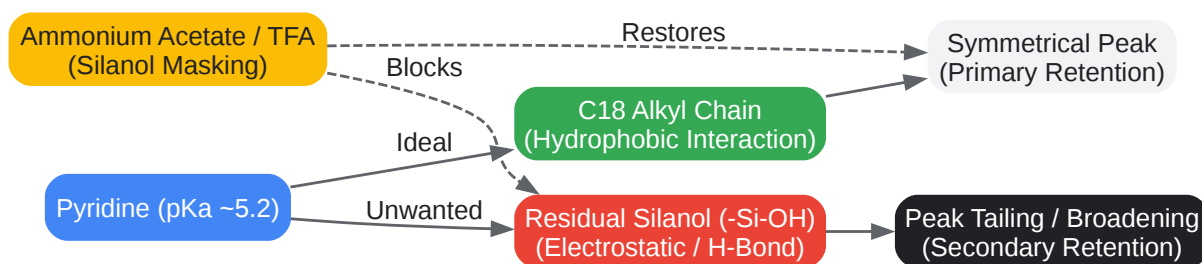 Ammonium Acetate / TFA
(Silanol Masking)
Restores
Symmetrical Peak
(Primary Retention)
Blocks
C18 Alkyl Chain
(Hydrophobic Interaction)
Ideal
Pyridine (pKa ~5.2)
Unwanted
Residual Silanol (-Si-OH)
(Electrostatic / H-Bond)
Peak Tailing / Broadening
(Secondary Retention)